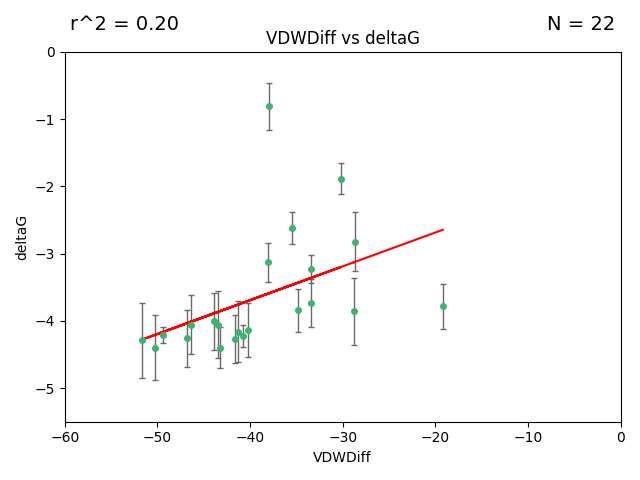 r^2 = 0.20
N = 22
VDWDiff vs deltaG
0
−1
−2
−3
−4
−5
deltaG
−60 −50 −40 −30 −20 −10 0
VDWDiff